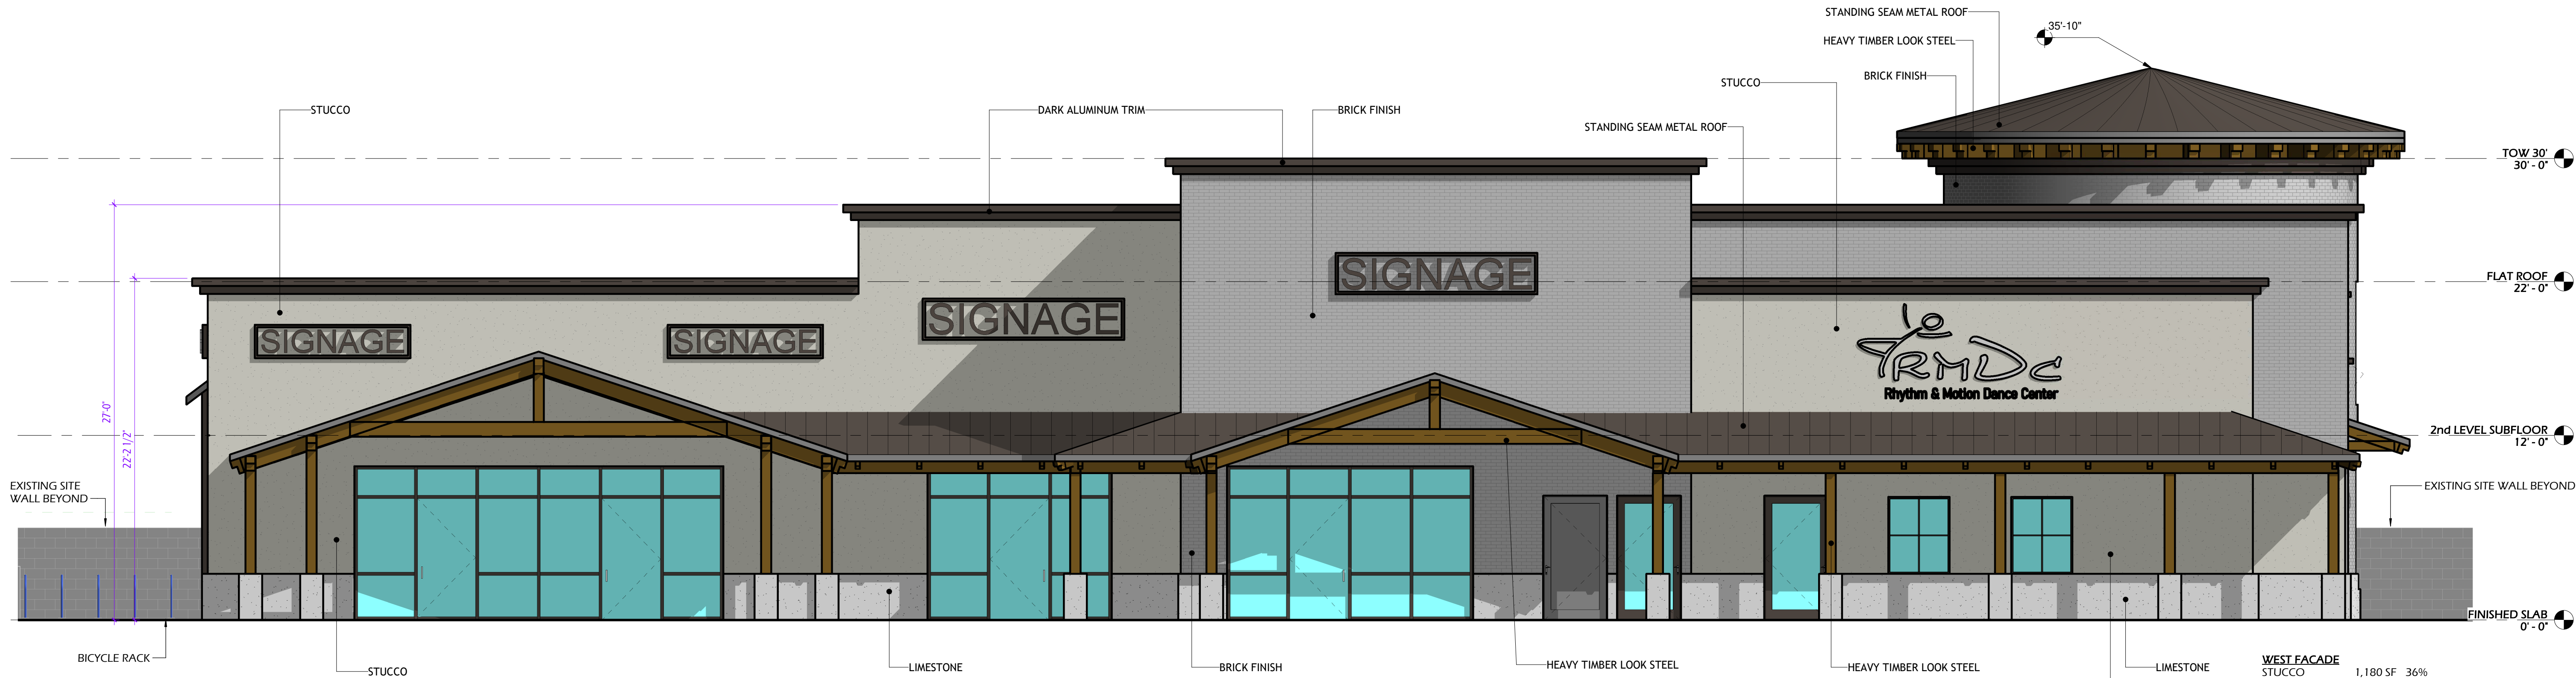 STANDING SEAM METAL ROOF
35'-10"
HEAVY TIMBER LOOK STEEL
BRICK FINISH
STUCCO
STUCCO
DARK ALUMINUM TRIM
BRICK FINISH
STANDING SEAM METAL ROOF
TOW 30'
30' - 0"
FLAT ROOF
22' - 0"
SIGNAGE
SIGNAGE
SIGNAGE
SIGNAGE
RMDC
Rhythm & Motion Dance Center
27'-0"
22'-2 1/2"
2nd LEVEL SUBFLOOR
12' - 0"
EXISTING SITE
WALL BEYOND
EXISTING SITE WALL BEYOND
FINISHED SLAB
0' - 0"
BICYCLE RACK
STUCCO
LIMESTONE
BRICK FINISH
HEAVY TIMBER LOOK STEEL
HEAVY TIMBER LOOK STEEL
LIMESTONE
WEST FACADE
STUCCO 1,180 SF 36%